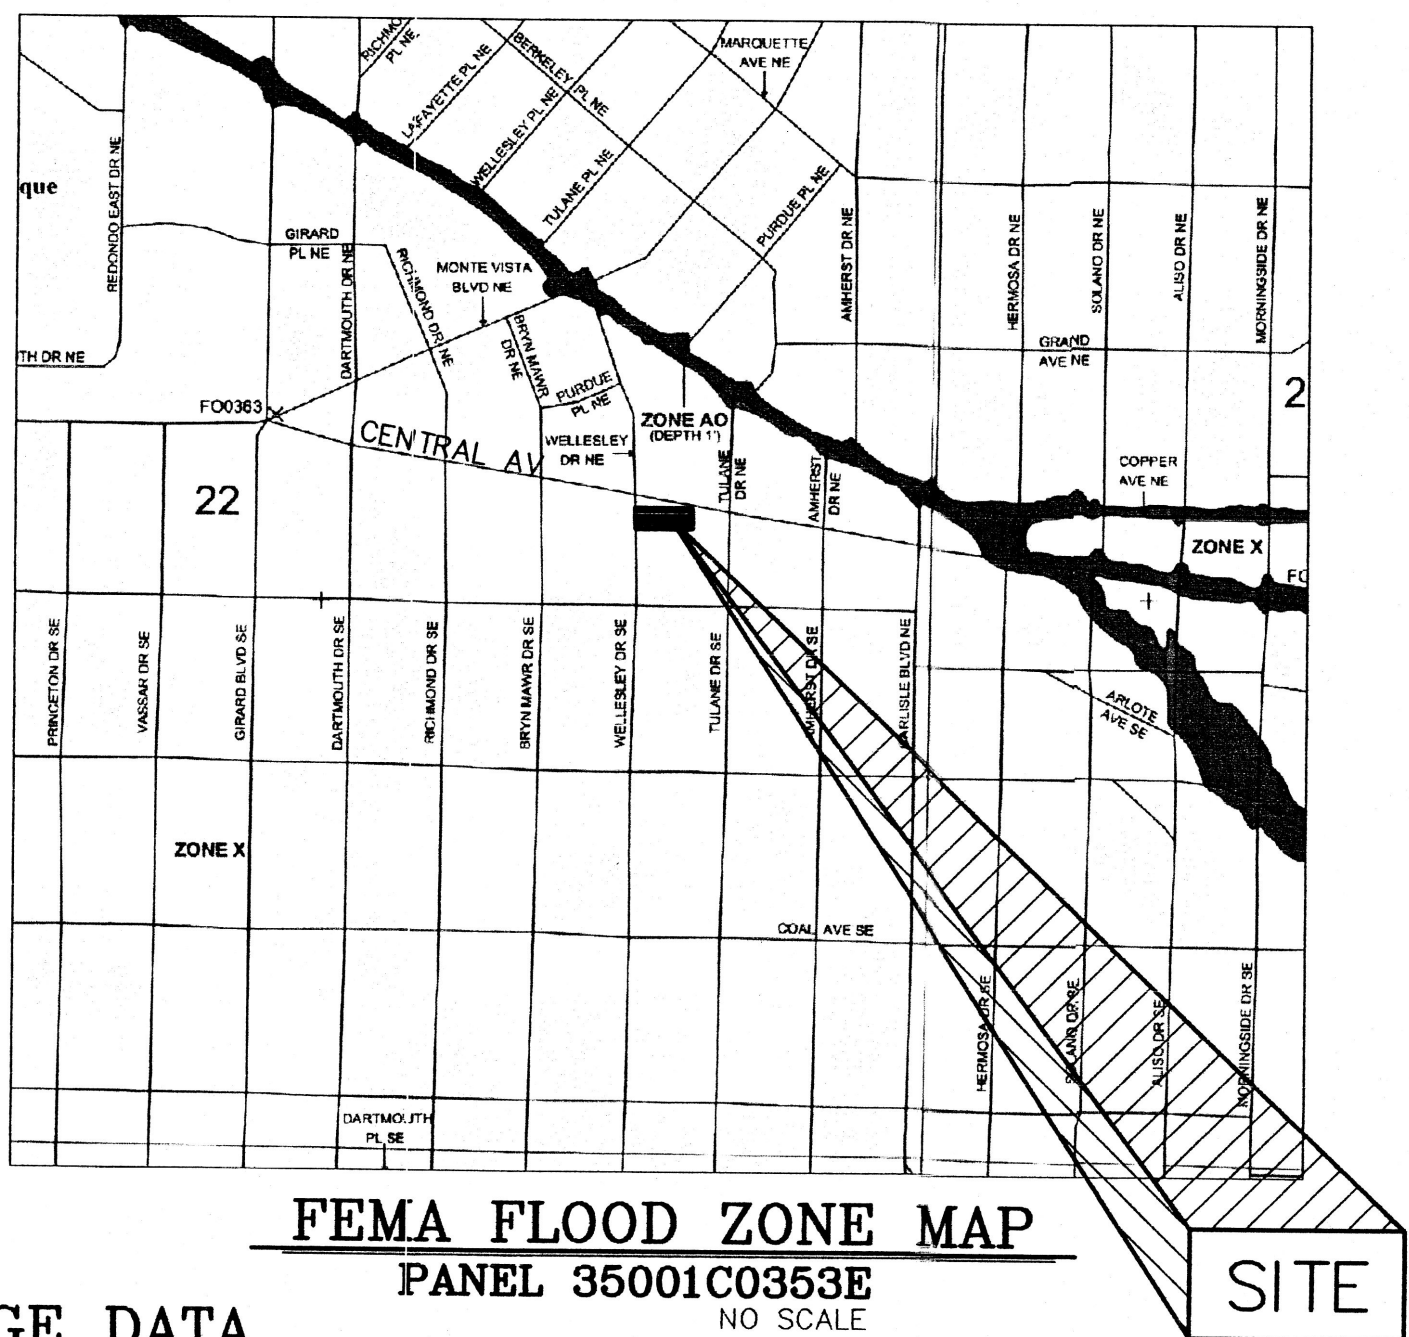 RICHMO
PL NE
LAFAYETTE PL NE
BERKELEY PL NE
WELLESLEY PL NE
TULANE PL NE
MARQUETTE
AVE NE
PURDUE PL NE
que
REDONDO EAST DR NE
GIRARD
PL NE
DARTMOUTH DR NE
RICHMOND DR NE
MONTE VISTA
BLVD NE
BRYN MAWR
DR NE
PURDUE
PL NE
AMHERST DR NE
HERMOSA DR NE
SOLANO DR NE
ALISO DR NE
MORNINGSIDE DR NE
GRAND
AVE NE
TH DR NE
FO0363
CENTRAL AV
WELLESLEY
DR NE
ZONE AO
(DEPTH 1')
TULANE
DR NE
AMHERST
DR NE
2
COPPER
AVE NE
22
ZONE X
FO
PRINCETON DR SE
VASSAR DR SE
GIRARD BLVD SE
DARTMOUTH DR SE
RICHMOND DR SE
BRYN MAWR DR SE
WELLESLEY DR SE
TULANE DR SE
AMHERST DR SE
CARLISLE BLVD NE
ARLOTE
AVE SE
ZONE X
COAL AVE SE
HERMOSA DR SE
SOLANO DR SE
ALISO DR SE
MORNINGSIDE DR SE
DARTMOUTH
PL SE
FEMA FLOOD ZONE MAP
PANEL 35001C0353E
NO SCALE
SITE
GE DATA